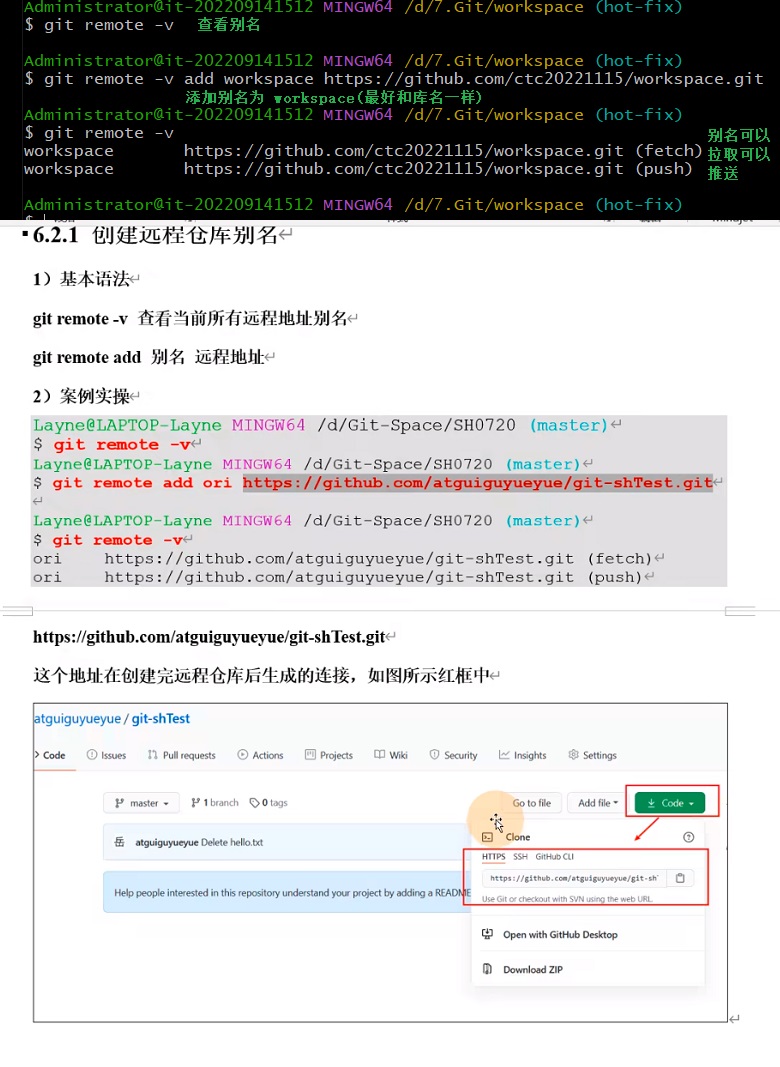 Administrator@it-202209141512 MINGW64 /d/7.Git/workspace (hot-fix)
$ git remote -v 查看别名
Administrator@it-202209141512 MINGW64 /d/7.Git/workspace (hot-fix)
$ git remote -v add workspace https://github.com/ctc20221115/workspace.git
添加别名为 workspace(最好和库名一样)
Administrator@it-202209141512 MINGW64 /d/7.Git/workspace (hot-fix)
$ git remote -v
workspace https://github.com/ctc20221115/workspace.git (fetch)
workspace https://github.com/ctc20221115/workspace.git (push)
别名可以
拉取可以
推送
Administrator@it-202209141512 MINGW64 /d/7.Git/workspace (hot-fix)
$
6.2.1 创建远程仓库别名
1）基本语法
git remote -v 查看当前所有远程地址别名
git remote add 别名 远程地址
2）案例实操
Layne@LAPTOP-Layne MINGW64 /d/Git-Space/SH0720 (master)
$ git remote -v
Layne@LAPTOP-Layne MINGW64 /d/Git-Space/SH0720 (master)
$ git remote add ori https://github.com/atguiguyueyue/git-shTest.git
Layne@LAPTOP-Layne MINGW64 /d/Git-Space/SH0720 (master)
$ git remote -v
ori https://github.com/atguiguyueyue/git-shTest.git (fetch)
ori https://github.com/atguiguyueyue/git-shTest.git (push)
https://github.com/atguiguyueyue/git-shTest.git
这个地址在创建完远程仓库后生成的连接，如图所示红框中
atguiguyueyue / git-shTest
Code Issues Pull requests Actions Projects Wiki Security Insights Settings
master 1 branch 0 tags Go to file Add file Code
atguiguyueyue Delete hello.txt
Clone
HTTPS SSH GitHub CLI
https://github.com/atguiguyueyue/git-sh
Help people interested in this repository understand your project by adding a README
Use Git or checkout with SVN using the web URL.
Open with GitHub Desktop
Download ZIP